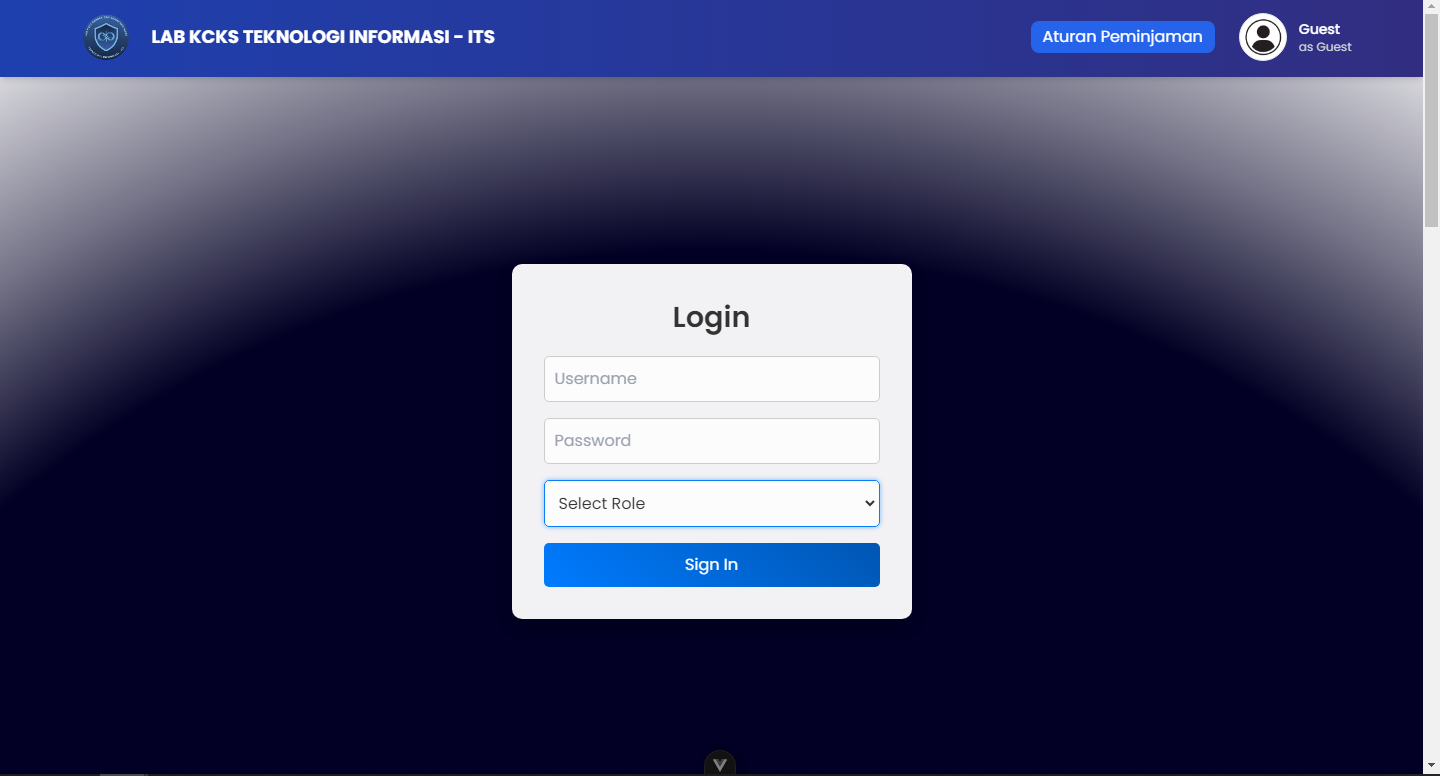 LAB KCKS TEKNOLOGI INFORMASI - ITS
Aturan Peminjaman
Guest
as Guest
Login
Username
Password
Select Role
Sign In